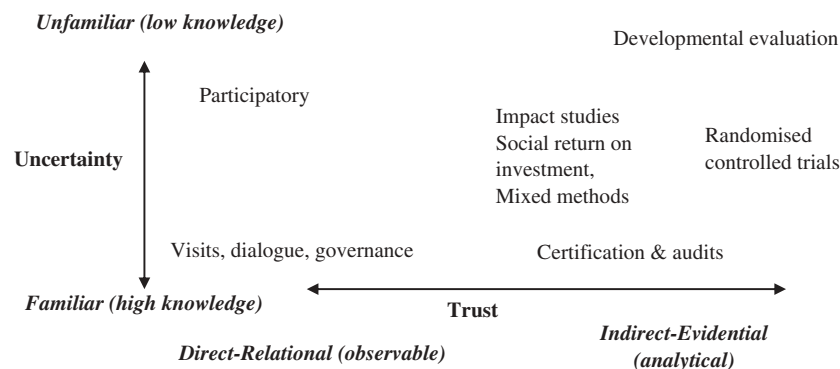 Unfamiliar (low knowledge)
Developmental evaluation
Participatory
Impact studies
Social return on
investment,
Mixed methods
Randomised
controlled trials
Uncertainty
Visits, dialogue, governance
Certification & audits
Familiar (high knowledge)
Trust
Direct-Relational (observable)
Indirect-Evidential
(analytical)